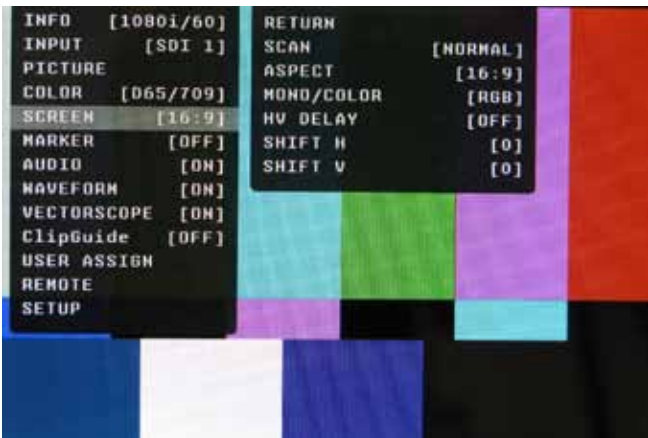 INFO [1080i/60]
INPUT [SDI 1]
PICTURE
COLOR [D65/709]
SCREEN [16:9]
MARKER [OFF]
AUDIO [ON]
WAVEFORM [ON]
VECTORSCOPE [ON]
ClipGuide [OFF]
USER ASSIGN
REMOTE
SETUP
RETURN
SCAN [NORMAL]
ASPECT [16:9]
MONO/COLOR [RGB]
HV DELAY [OFF]
SHIFT H [0]
SHIFT V [0]